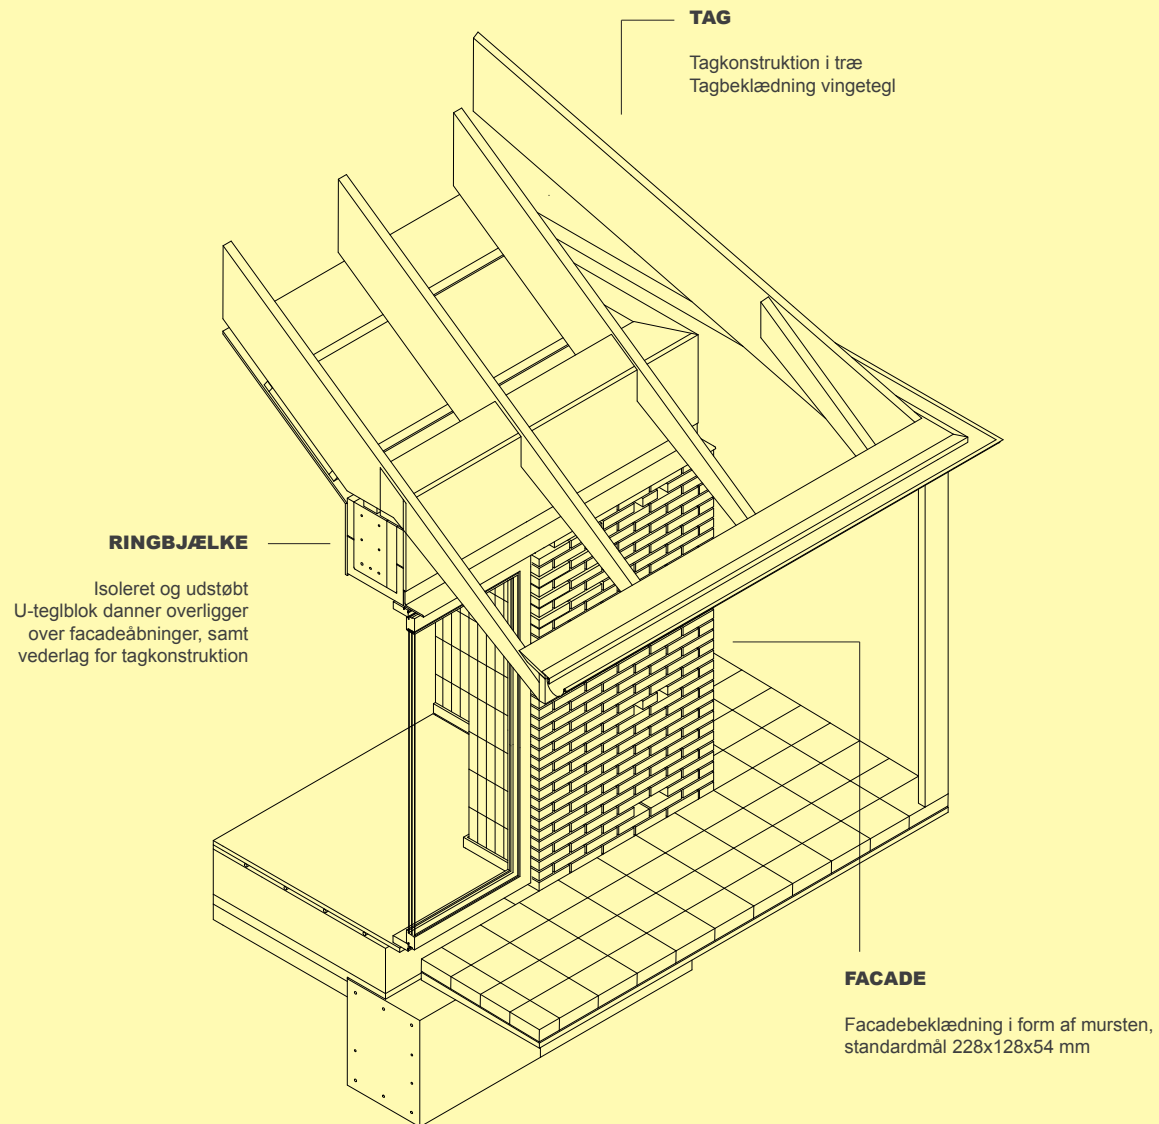 TAG
Tagkonstruktion i træ
Tagbeklædning vingetegl
RINGBJÆLKE
Isoleret og udstøbt
U-teglblok danner overligger
over facadeåbninger, samt
vederlag for tagkonstruktion
FACADE
Facadebeklædning i form af mursten,
standardmål 228x128x54 mm